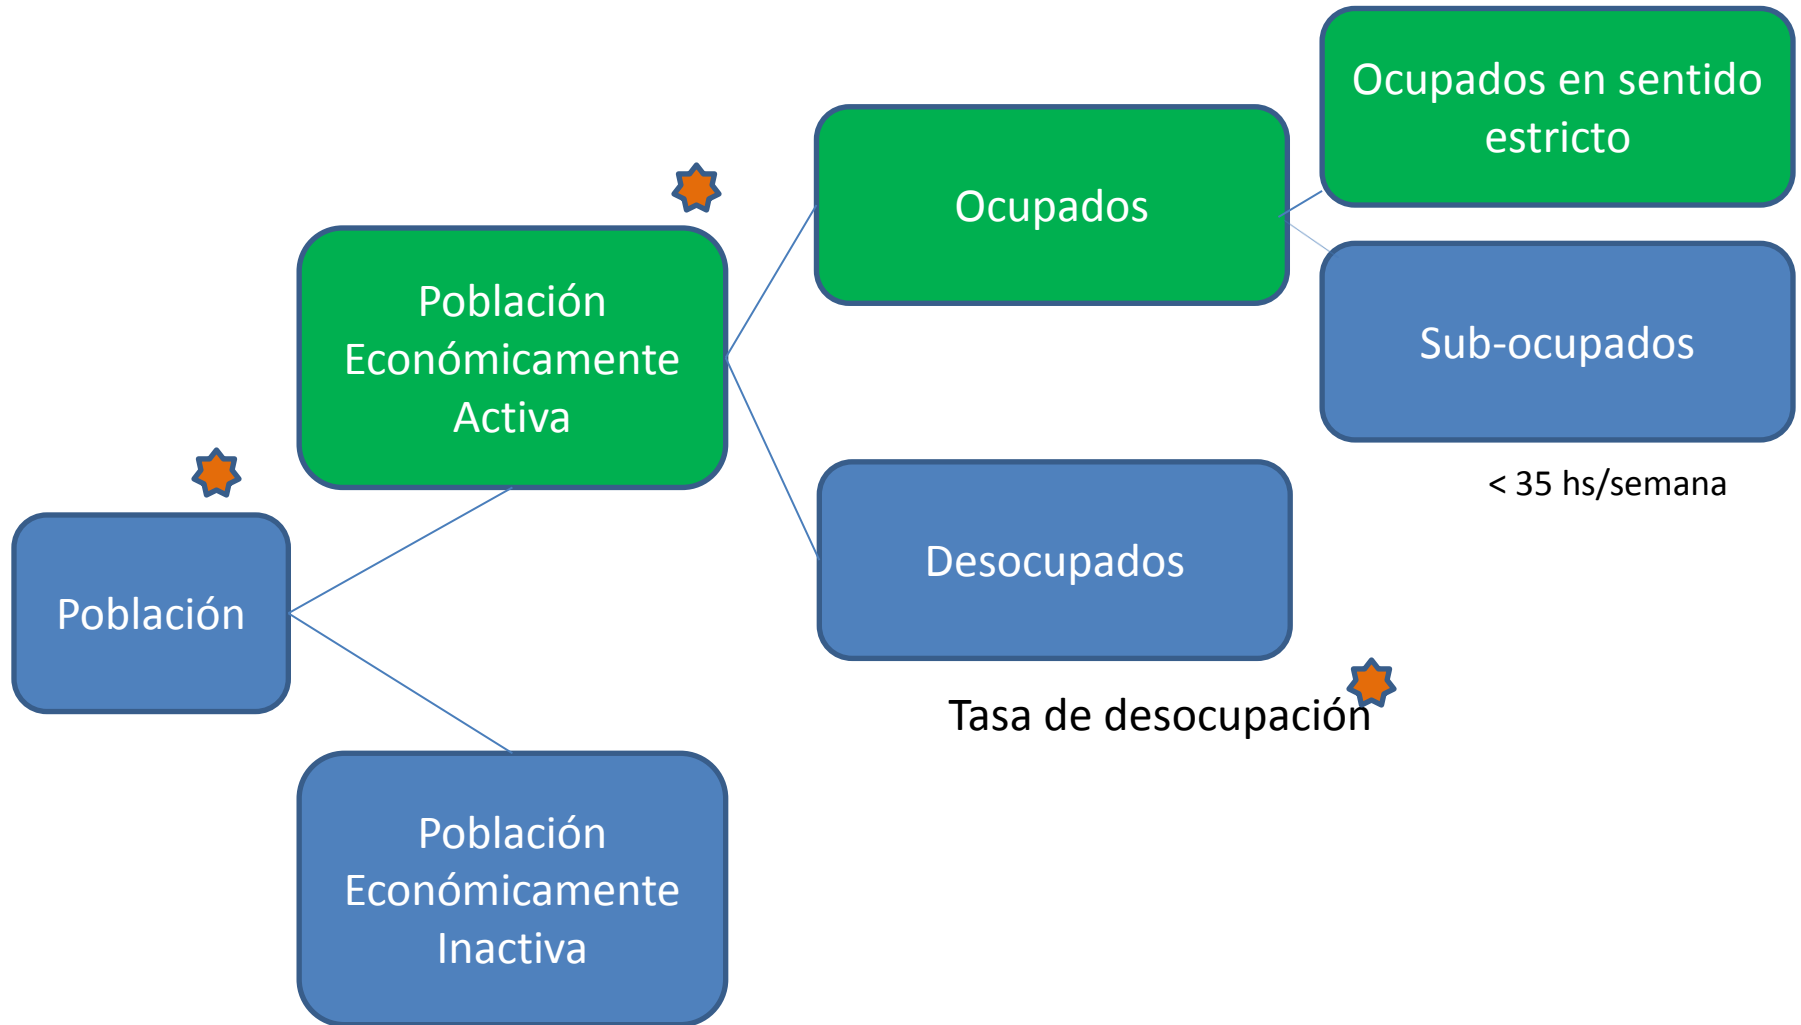 Población
Población
Económicamente
Activa
Población
Económicamente
Inactiva
Ocupados
Desocupados
Tasa de desocupación
Ocupados en sentido
estricto
Sub-ocupados
< 35 hs/semana